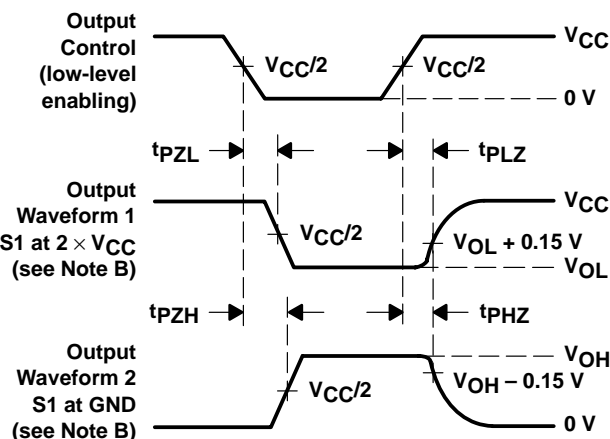 Output
Control
(low-level
enabling)
VCC/2
VCC/2
VCC
0 V
tPZL
tPLZ
Output
Waveform 1
S1 at 2 × VCC
(see Note B)
VCC/2
VCC
VOL + 0.15 V
VOL
tPZH
tPHZ
Output
Waveform 2
S1 at GND
(see Note B)
VCC/2
VOH
VOH – 0.15 V
0 V